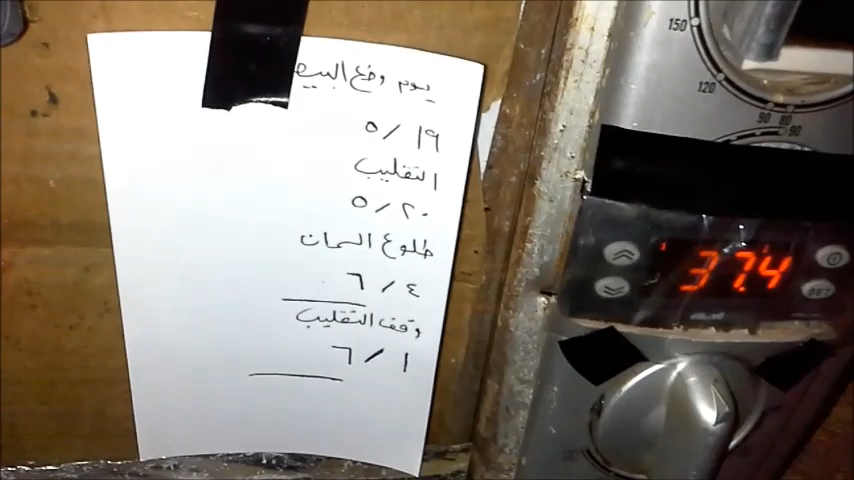 يوم وضع البيض
١٩ / ٥
التقليب
٢٠ / ٥
طلوع السمان
٤ / ٦
وقف التقليب
١ / ٦
150
120
90 80
90
37.4
SET